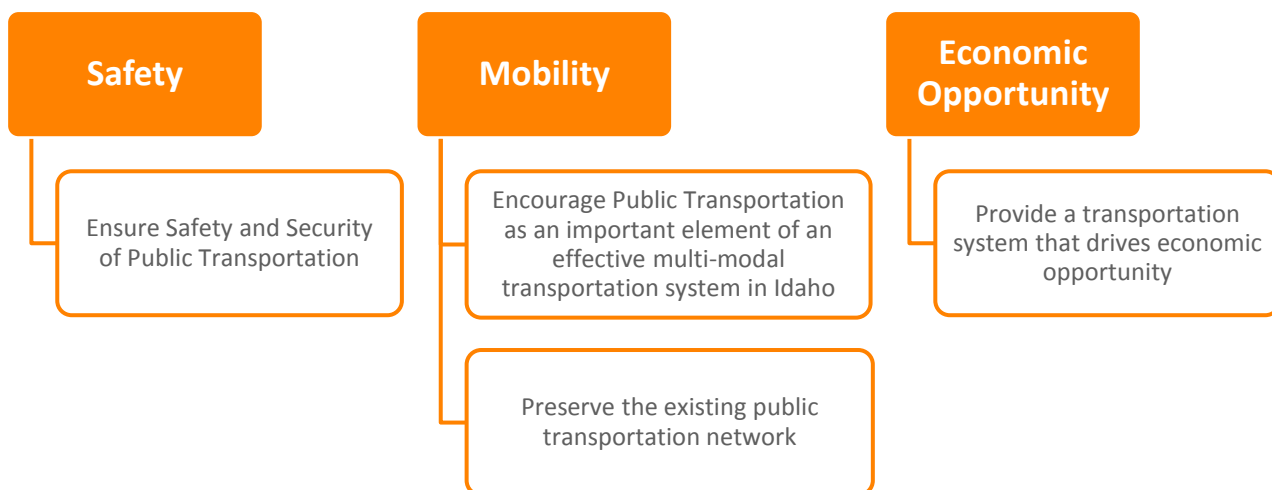 Safety
Ensure Safety and Security
of Public Transportation
Mobility
Encourage Public Transportation
as an important element of an
effective multi-modal
transportation system in Idaho
Preserve the existing public
transportation network
Economic
Opportunity
Provide a transportation
system that drives economic
opportunity